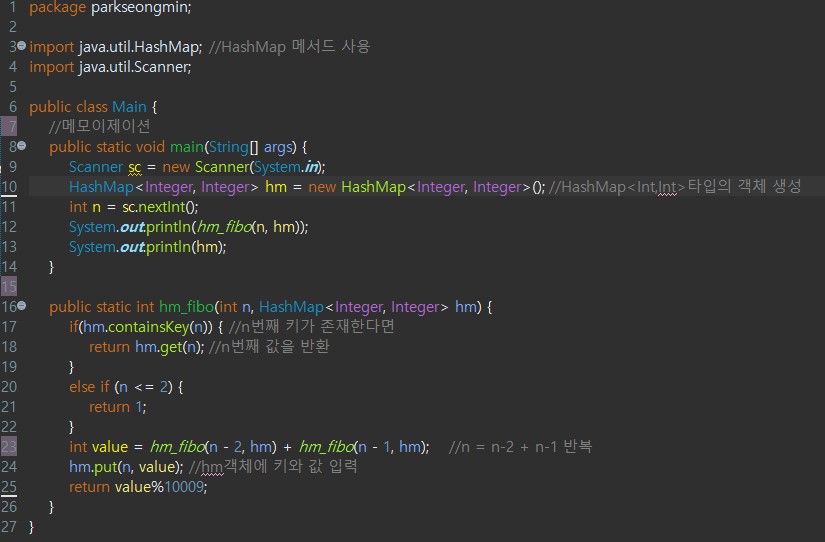 1 package parkseongmin;
2
3 import java.util.HashMap; //HashMap 메서드 사용
4 import java.util.Scanner;
5
6 public class Main {
7 //메모이제이션
8 public static void main(String[] args) {
9 Scanner sc = new Scanner(System.in);
10 HashMap<Integer, Integer> hm = new HashMap<Integer, Integer>(); //HashMap<Int,Int>타입의 객체 생성
11 int n = sc.nextInt();
12 System.out.println(hm_fibo(n, hm));
13 System.out.println(hm);
14 }
15
16 public static int hm_fibo(int n, HashMap<Integer, Integer> hm) {
17 if(hm.containsKey(n)) { //n번째 키가 존재한다면
18 return hm.get(n); //n번째 값을 반환
19 }
20 else if (n <= 2) {
21 return 1;
22 }
23 int value = hm_fibo(n - 2, hm) + hm_fibo(n - 1, hm); //n = n-2 + n-1 반복
24 hm.put(n, value); //hm객체에 키와 값 입력
25 return value%10009;
26 }
27 }